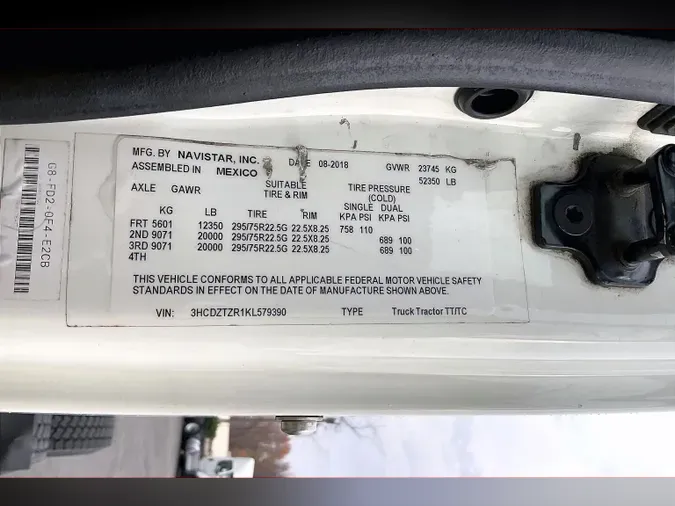 MFG. BY NAVISTAR, INC. DATE 08-2018 GVWR 23745 KG
ASSEMBLED IN MEXICO 52350 LB
AXLE GAWR SUITABLE TIRE PRESSURE
TIRE & RIM (COLD)
SINGLE DUAL
KG LB TIRE RIM KPA PSI KPA PSI
FRT 5601 12350 295/75R22.5G 22.5X8.25 758 110
2ND 9071 20000 295/75R22.5G 22.5X8.25 689 100
3RD 9071 20000 295/75R22.5G 22.5X8.25 689 100
4TH
THIS VEHICLE CONFORMS TO ALL APPLICABLE FEDERAL MOTOR VEHICLE SAFETY
STANDARDS IN EFFECT ON THE DATE OF MANUFACTURE SHOWN ABOVE.
VIN: 3HCDZTZR1KL579390 TYPE Truck Tractor TT/TC
G8-FD2-0E4-E2CB